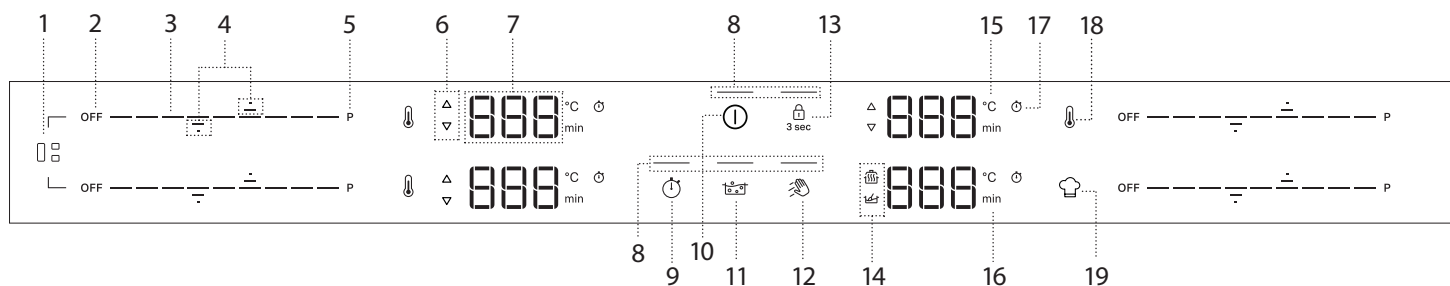 1 2 3 4 5 6 7 8 13 15 17 18
OFF P 888 °C min 3 sec 888 °C min OFF P
OFF P 888 °C min 888 °C min OFF P
8 9 10 11 12 14 16 19